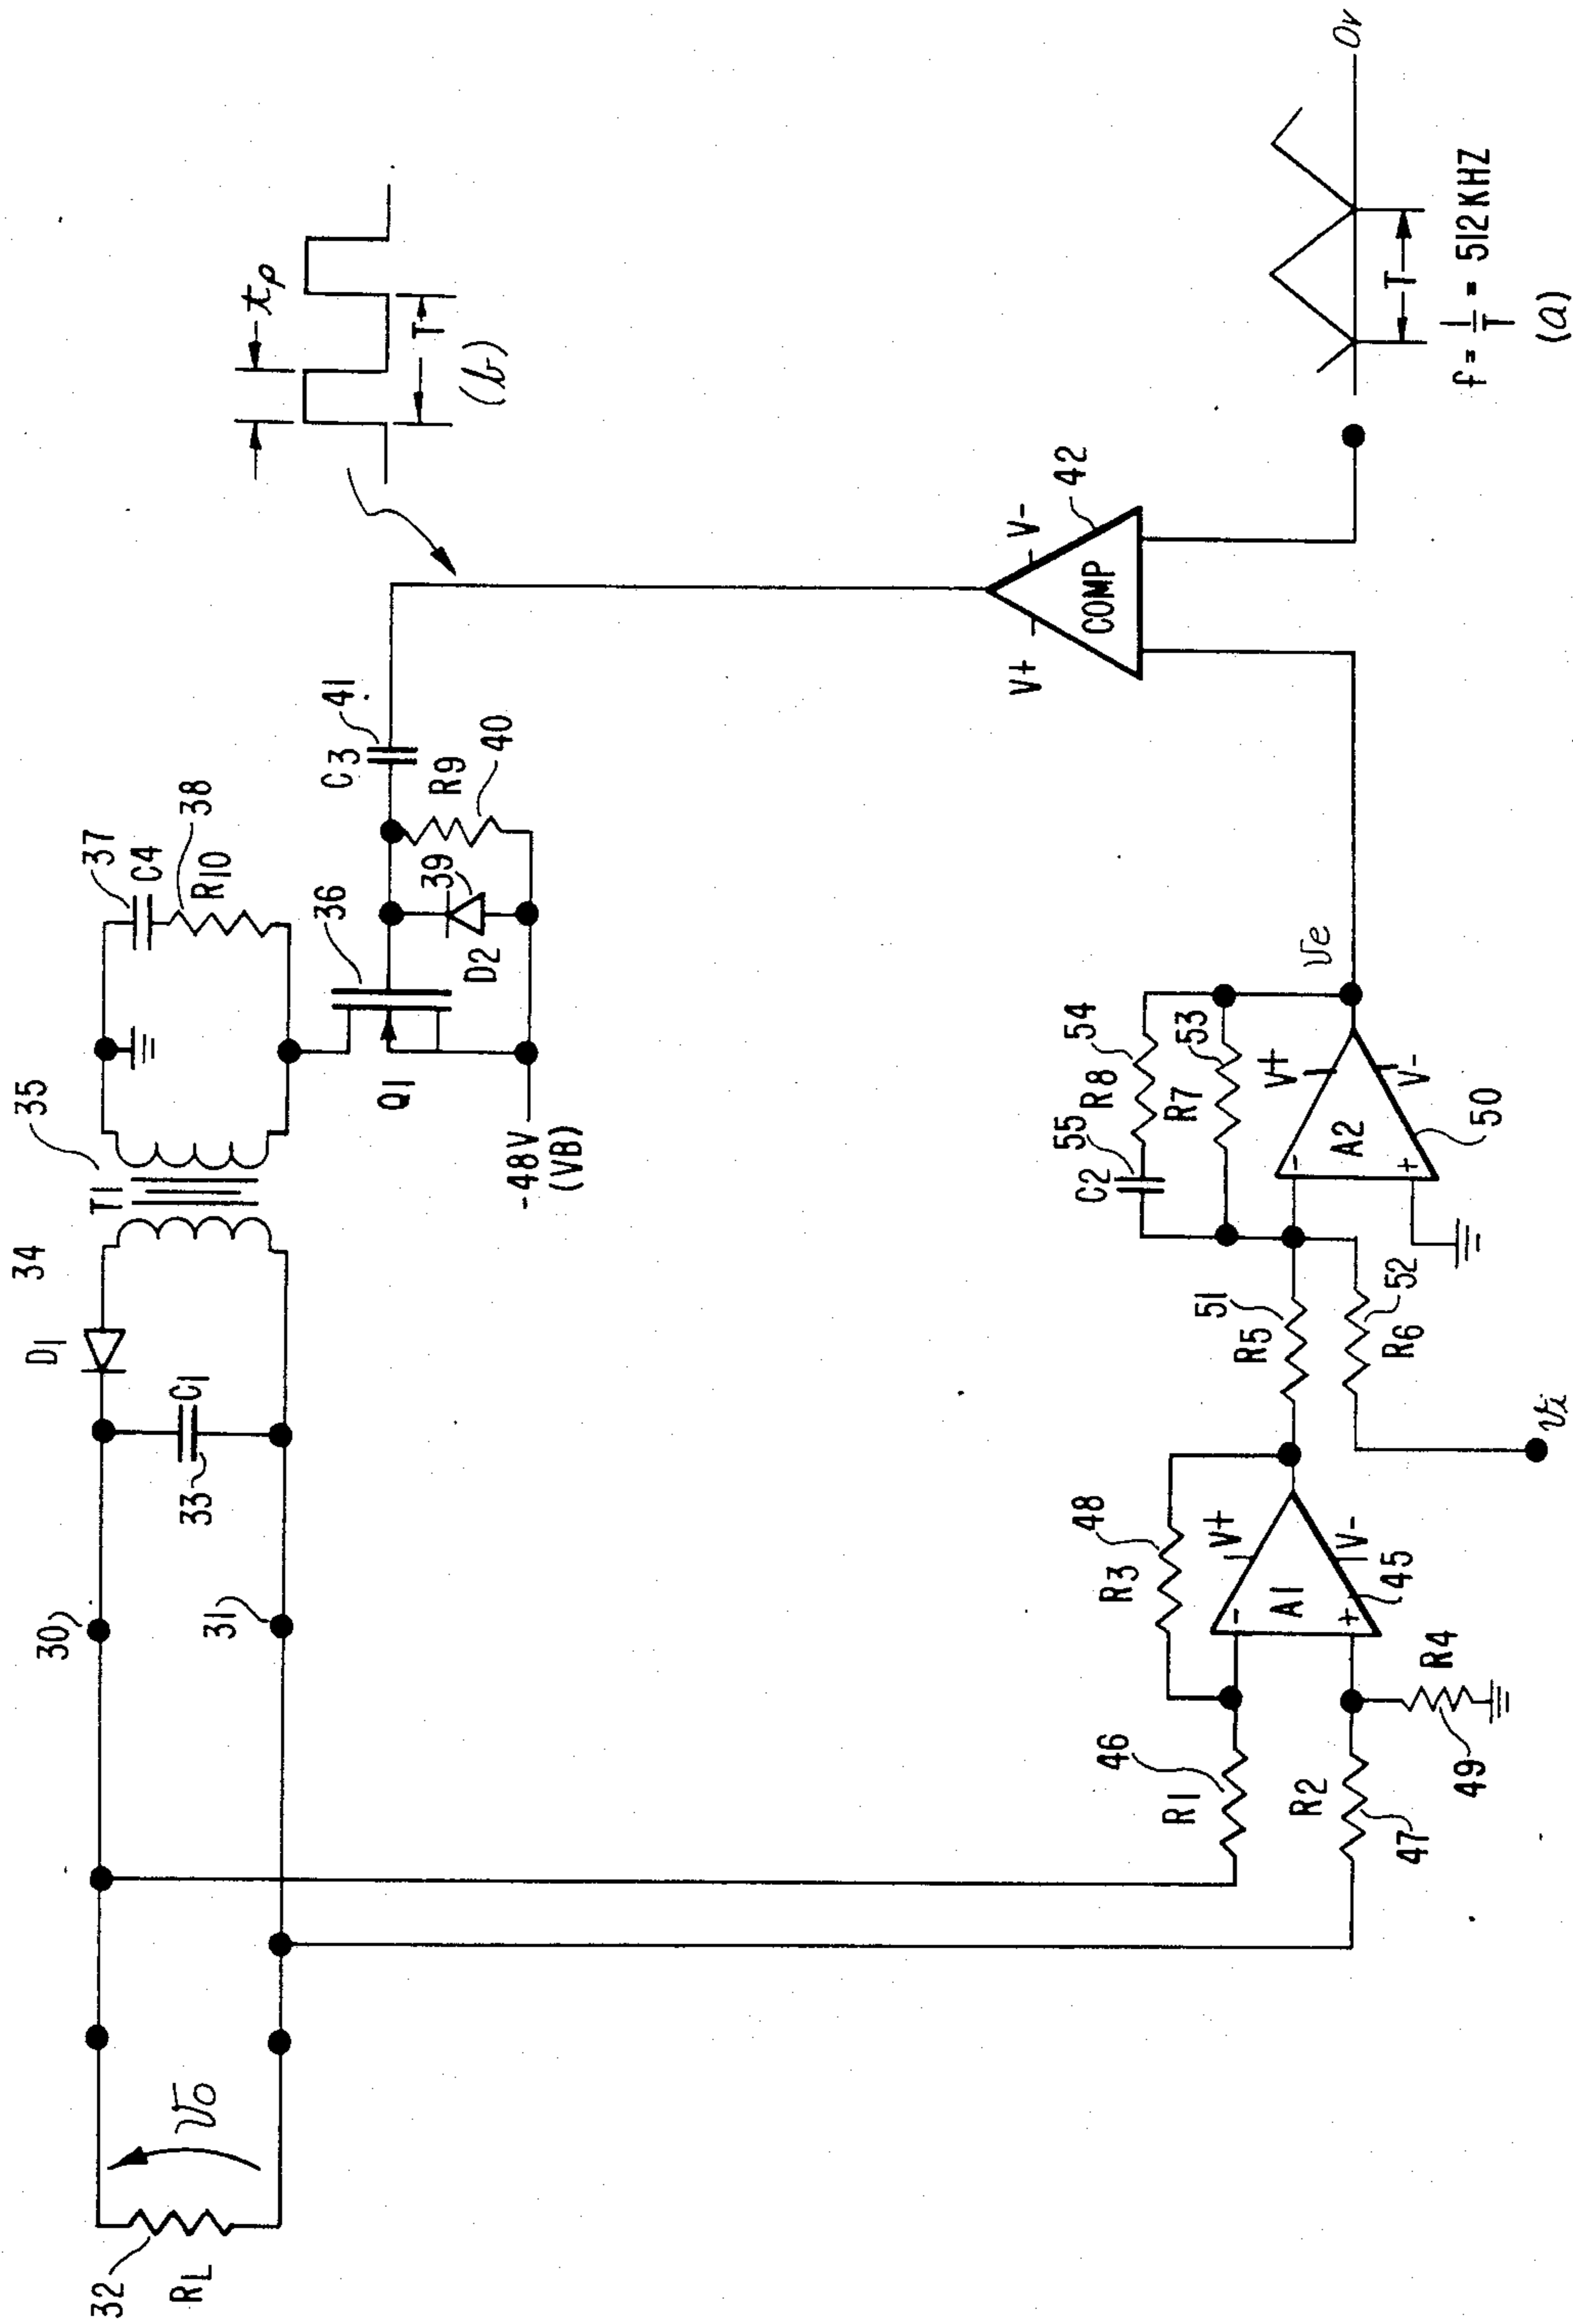 34
35
T1
D1
30
C1
33
31
37
C4
38
R10
36
Q1
39
D2
C3
41
R9
40
-48V
(VB)
tp
T
(b)
vo
32
RL
V+
V-
COMP
42
0v
T
f = 1/T = 512KHZ
(a)
46
R1
R2
47
R3
48
A1
-
+
V+
V-
45
R4
49
R5
51
R6
52
vi
C2
55
R8
54
R7
53
A2
-
+
V+
V-
50
ve